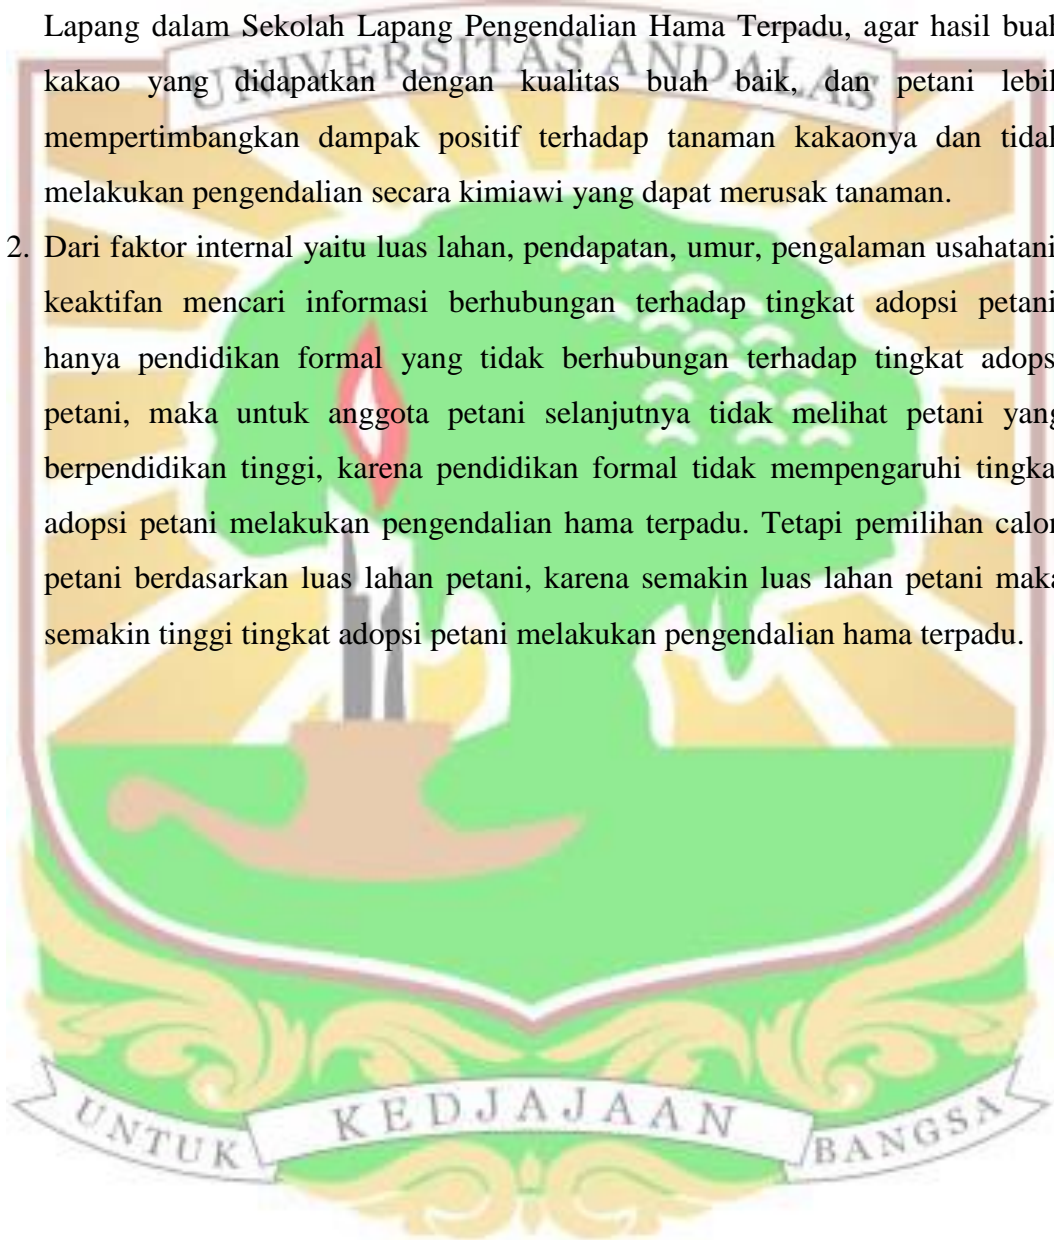 Lapang dalam Sekolah Lapang Pengendalian Hama Terpadu, agar hasil buah
UNIVERSITAS ANDALAS
kakao yang didapatkan dengan kualitas buah baik, dan petani lebih
mempertimbangkan dampak positif terhadap tanaman kakaonya dan tidak
melakukan pengendalian secara kimiawi yang dapat merusak tanaman.
2. Dari faktor internal yaitu luas lahan, pendapatan, umur, pengalaman usahatani
keaktifan mencari informasi berhubungan terhadap tingkat adopsi petani
hanya pendidikan formal yang tidak berhubungan terhadap tingkat adopsi
petani, maka untuk anggota petani selanjutnya tidak melihat petani yang
berpendidikan tinggi, karena pendidikan formal tidak mempengaruhi tingkat
adopsi petani melakukan pengendalian hama terpadu. Tetapi pemilihan calon
petani berdasarkan luas lahan petani, karena semakin luas lahan petani maka
semakin tinggi tingkat adopsi petani melakukan pengendalian hama terpadu.
UNTUK KEDJAJAAN BANGSA